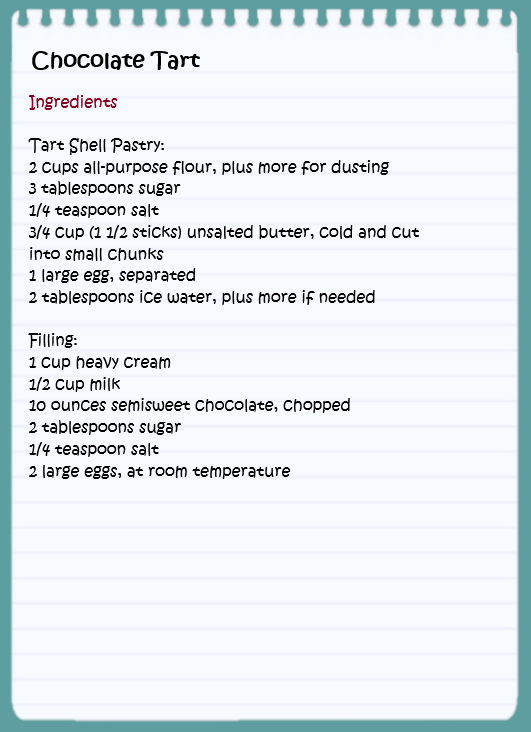 Chocolate Tart
Ingredients
Tart Shell Pastry:
2 cups all-purpose flour, plus more for dusting
3 tablespoons sugar
1/4 teaspoon salt
3/4 cup (1 1/2 sticks) unsalted butter, cold and cut
into small chunks
1 large egg, separated
2 tablespoons ice water, plus more if needed
Filling:
1 cup heavy cream
1/2 cup milk
10 ounces semisweet chocolate, chopped
2 tablespoons sugar
1/4 teaspoon salt
2 large eggs, at room temperature